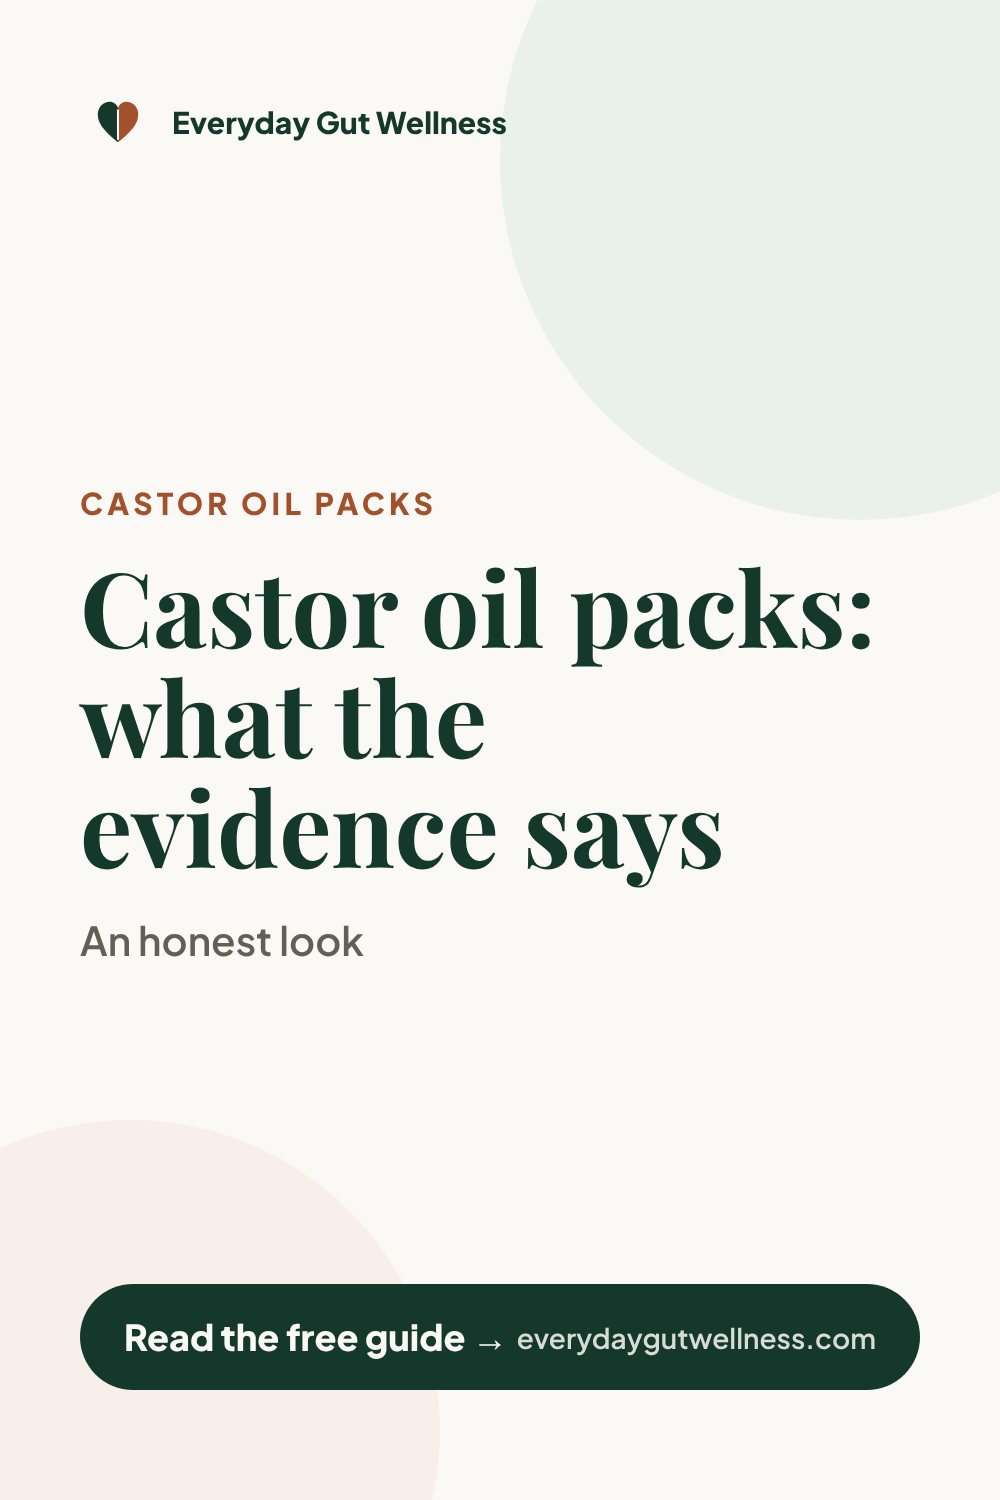 Everyday Gut Wellness
CASTOR OIL PACKS
Castor oil packs:
what the
evidence says
An honest look
Read the free guide → everydaygutwellness.com